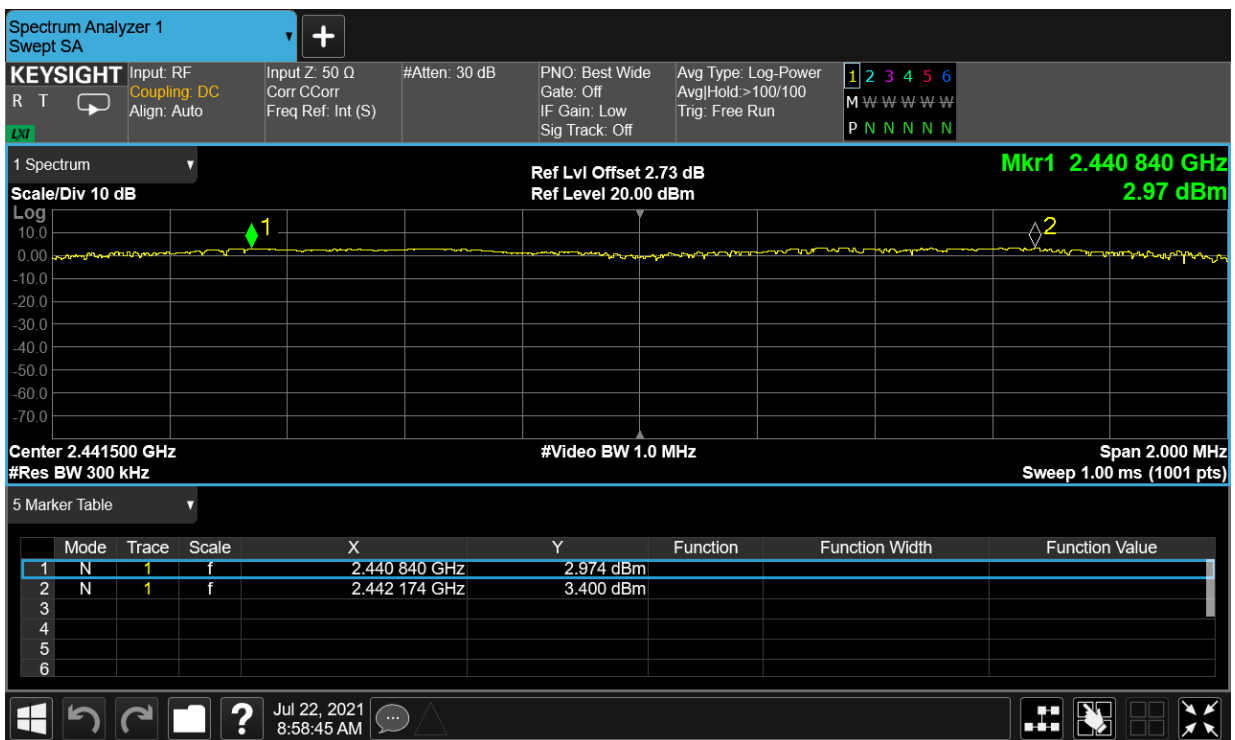 Spectrum Analyzer 1
Swept SA
+
KEYSIGHT
R T
LXI
Input: RF
Coupling: DC
Align: Auto
Input Z: 50 Ω
Corr CCorr
Freq Ref: Int (S)
#Atten: 30 dB
PNO: Best Wide
Gate: Off
IF Gain: Low
Sig Track: Off
Avg Type: Log-Power
Avg|Hold:>100/100
Trig: Free Run
1 2 3 4 5 6
M W W W W W
P N N N N N
1 Spectrum
Scale/Div 10 dB
Ref Lvl Offset 2.73 dB
Ref Level 20.00 dBm
Mkr1 2.440 840 GHz
2.97 dBm
Log
10.0
0.00
-10.0
-20.0
-30.0
-40.0
-50.0
-60.0
-70.0
1
2
Center 2.441500 GHz
#Res BW 300 kHz
#Video BW 1.0 MHz
Span 2.000 MHz
Sweep 1.00 ms (1001 pts)
5 Marker Table
Mode Trace Scale X Y Function Function Width Function Value
1 N 1 f 2.440 840 GHz 2.974 dBm
2 N 1 f 2.442 174 GHz 3.400 dBm
3
4
5
6
?
Jul 22, 2021
8:58:45 AM